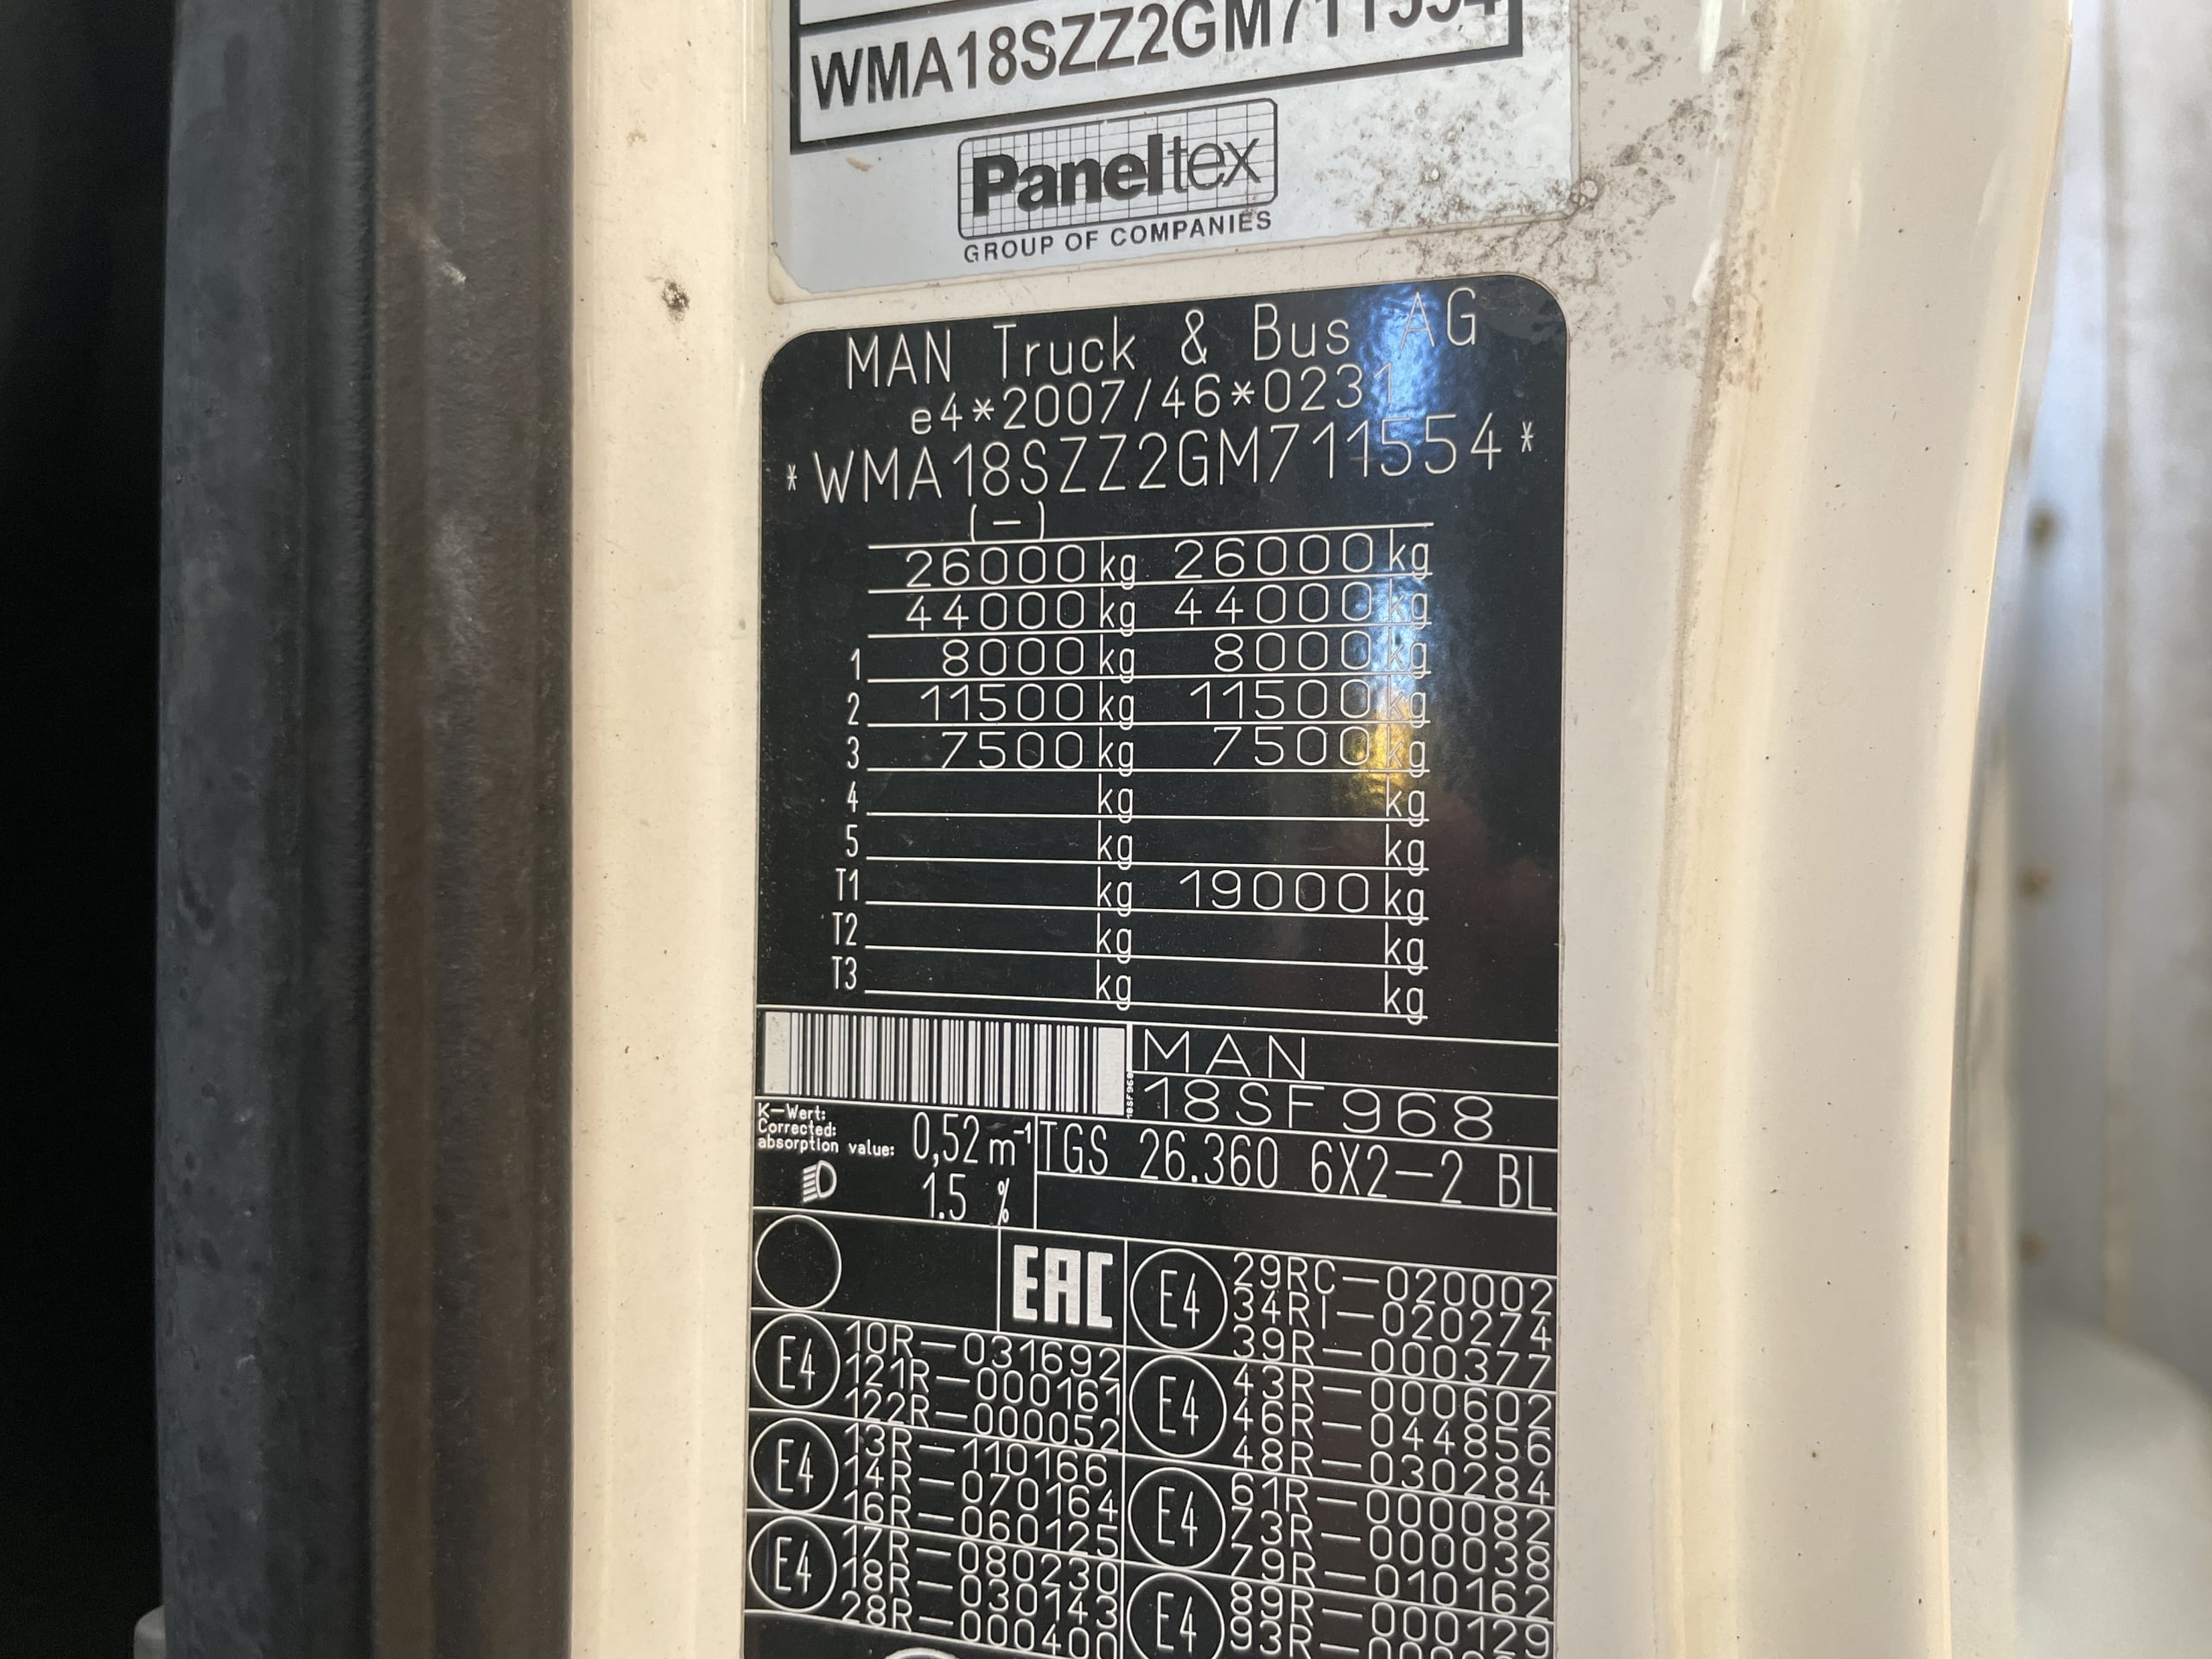 WMA18SZZ2GM711554
Paneltex
GROUP OF COMPANIES
MAN Truck & Bus AG
e4*2007/46*0231
*WMA18SZZ2GM711554*
(—)
26000 kg 26000 kg
44000 kg 44000 kg
1 8000 kg 8000 kg
2 11500 kg 11500 kg
3 7500 kg 7500 kg
4 kg kg
5 kg kg
T1 kg 19000 kg
T2 kg kg
T3 kg kg
18SF968
MAN
18SF968
K-Wert:
Corrected:
absorption value: 0,52 m⁻¹
TGS 26.360 6X2-2 BL
1.5 %
EAC
E4
10R-031692
121R-000161
122R-000052
E4
13R-110166
14R-070164
16R-060125
E4
17R-080230
18R-030143
28R-000400
E4
29RC-020002
34RI-020274
39R-000377
E4
43R-000602
46R-044856
48R-030284
E4
61R-000082
73R-000038
79R-010162
E4
89R-000129
93R-